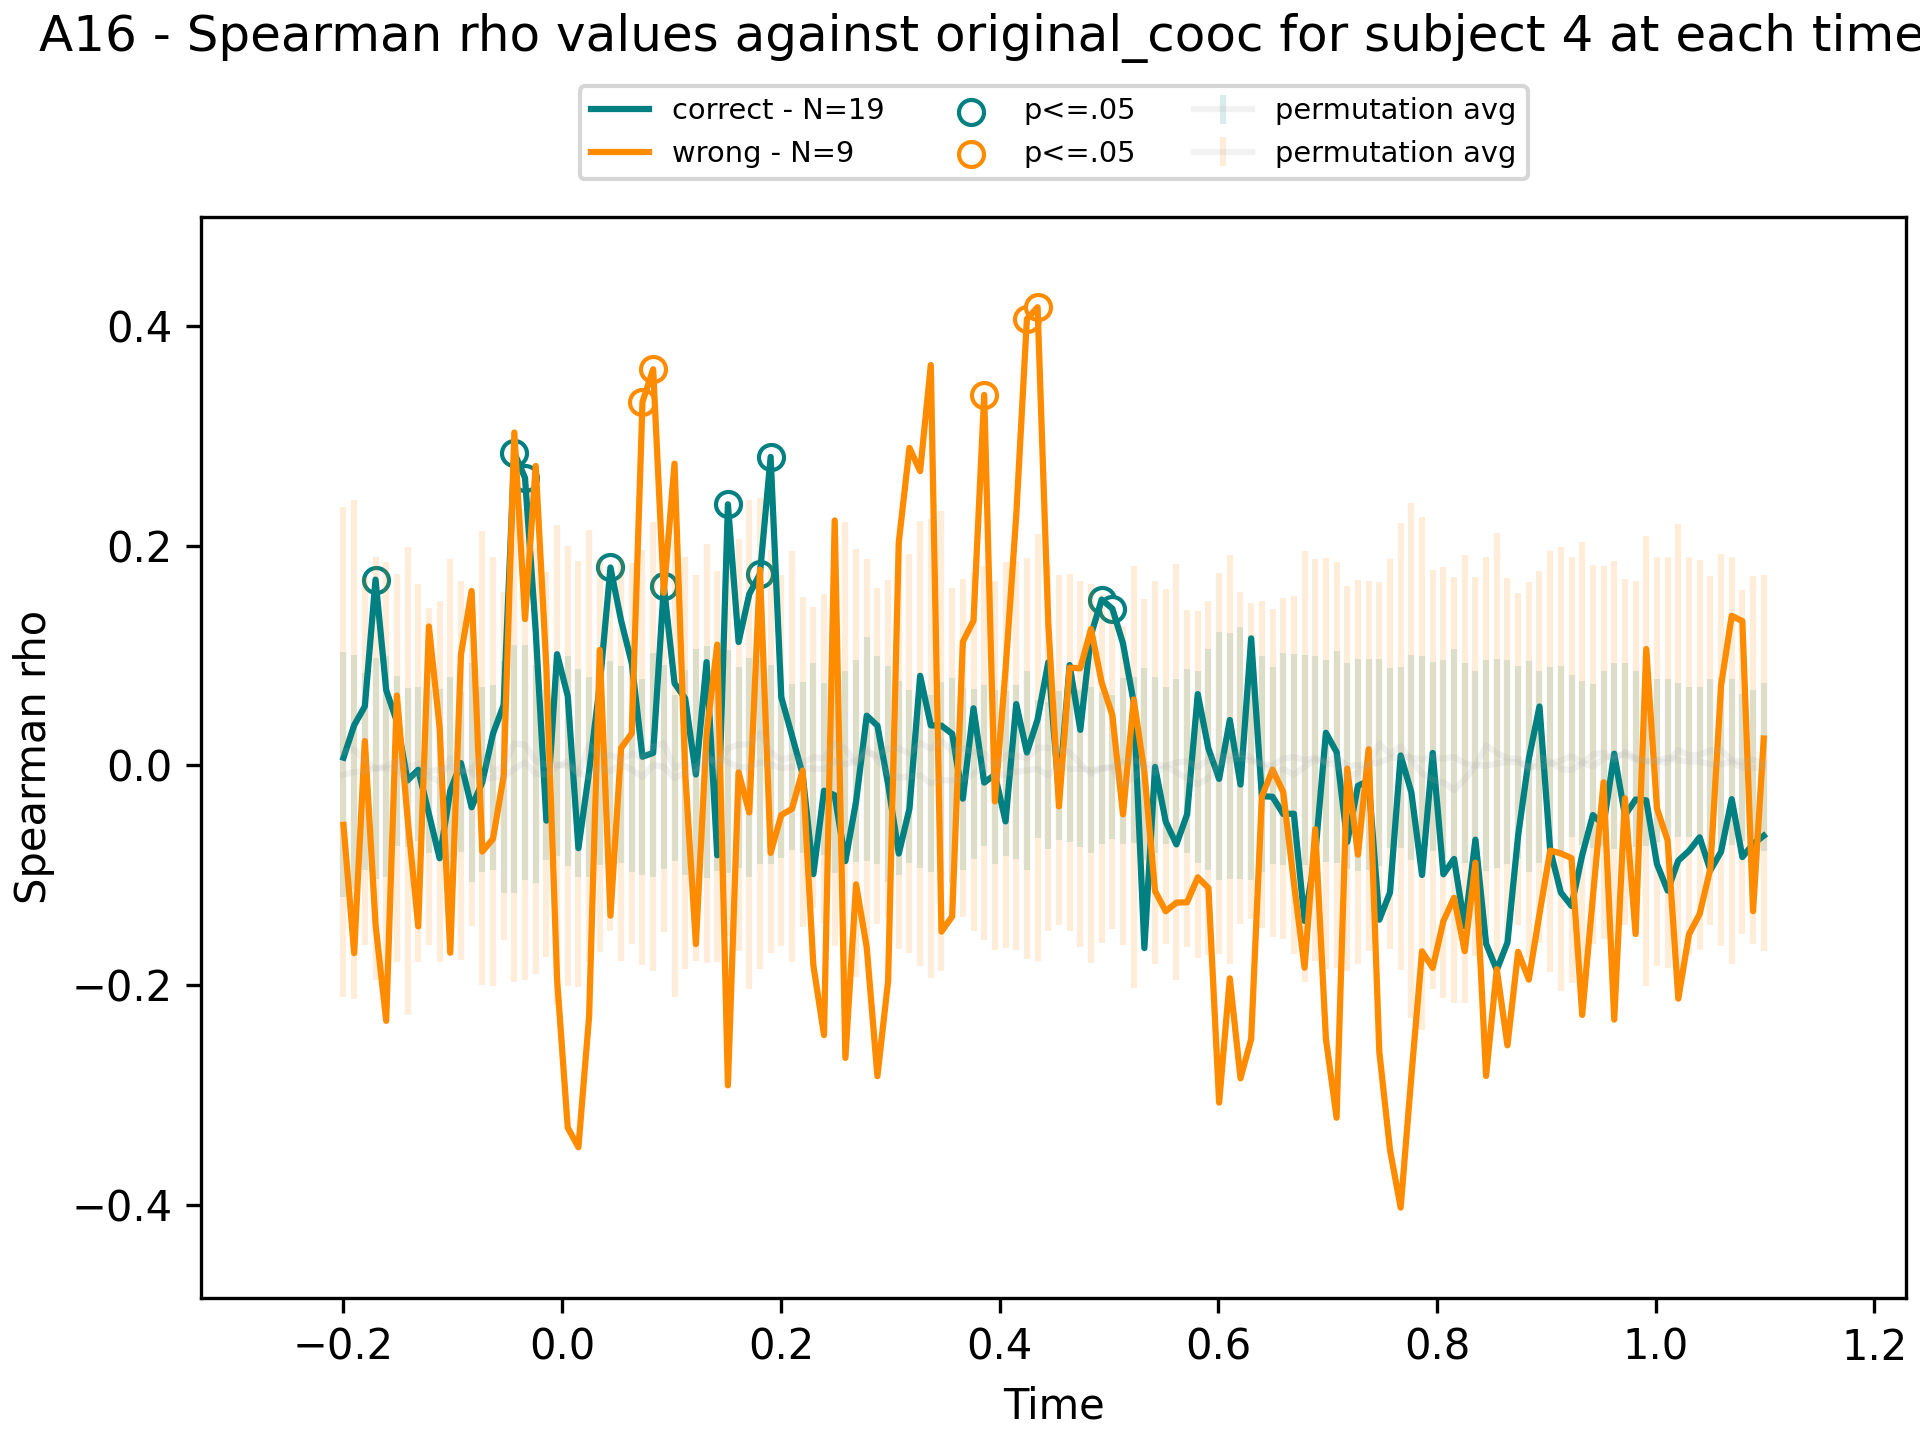 A16 - Spearman rho values against original_cooc for subject 4 at each time
correct - N=19
wrong - N=9
p<=.05
p<=.05
permutation avg
permutation avg
Spearman rho
0.4
0.2
0.0
−0.2
−0.4
−0.2
0.0
0.2
0.4
0.6
0.8
1.0
1.2
Time